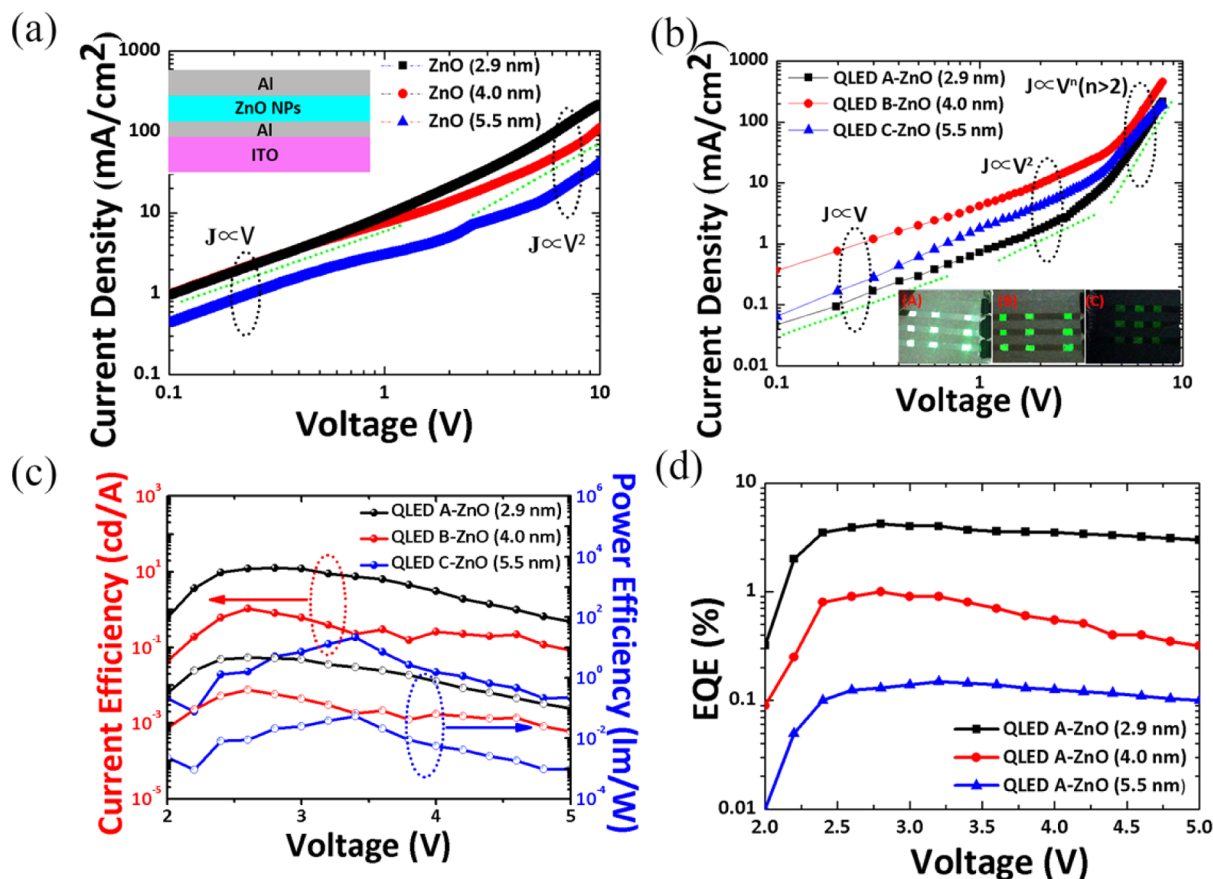 (a)
Current Density (mA/cm²)
1000
100
10
1
0.1
Al
ZnO NPs
Al
ITO
ZnO (2.9 nm)
ZnO (4.0 nm)
ZnO (5.5 nm)
J∝V
J∝V²
0.1
1
10
Voltage (V)
(b)
Current Density (mA/cm²)
1000
100
10
1
0.1
0.01
QLED A-ZnO (2.9 nm)
QLED B-ZnO (4.0 nm)
QLED C-ZnO (5.5 nm)
J∝Vⁿ(n>2)
J∝V²
J∝V
(A)
(B)
(C)
0.1
1
10
Voltage (V)
(c)
Current Efficiency (cd/A)
10³
10¹
10⁻¹
10⁻³
10⁻⁵
QLED A-ZnO (2.9 nm)
QLED B-ZnO (4.0 nm)
QLED C-ZnO (5.5 nm)
10⁶
10⁴
10²
10⁰
10⁻²
10⁻⁴
Power Efficiency (lm/W)
2
3
4
5
Voltage (V)
(d)
EQE (%)
10
1
0.1
0.01
QLED A-ZnO (2.9 nm)
QLED A-ZnO (4.0 nm)
QLED A-ZnO (5.5 nm)
2.0
2.5
3.0
3.5
4.0
4.5
5.0
Voltage (V)